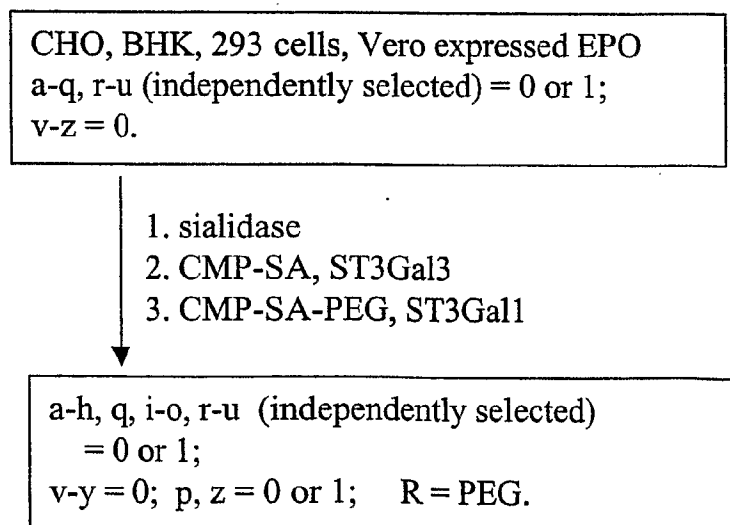 CHO, BHK, 293 cells, Vero expressed EPO
a-q, r-u (independently selected) = 0 or 1;
v-z = 0.
1. sialidase
2. CMP-SA, ST3Gal3
3. CMP-SA-PEG, ST3Gal1
a-h, q, i-o, r-u (independently selected)
= 0 or 1;
v-y = 0; p, z = 0 or 1; R = PEG.